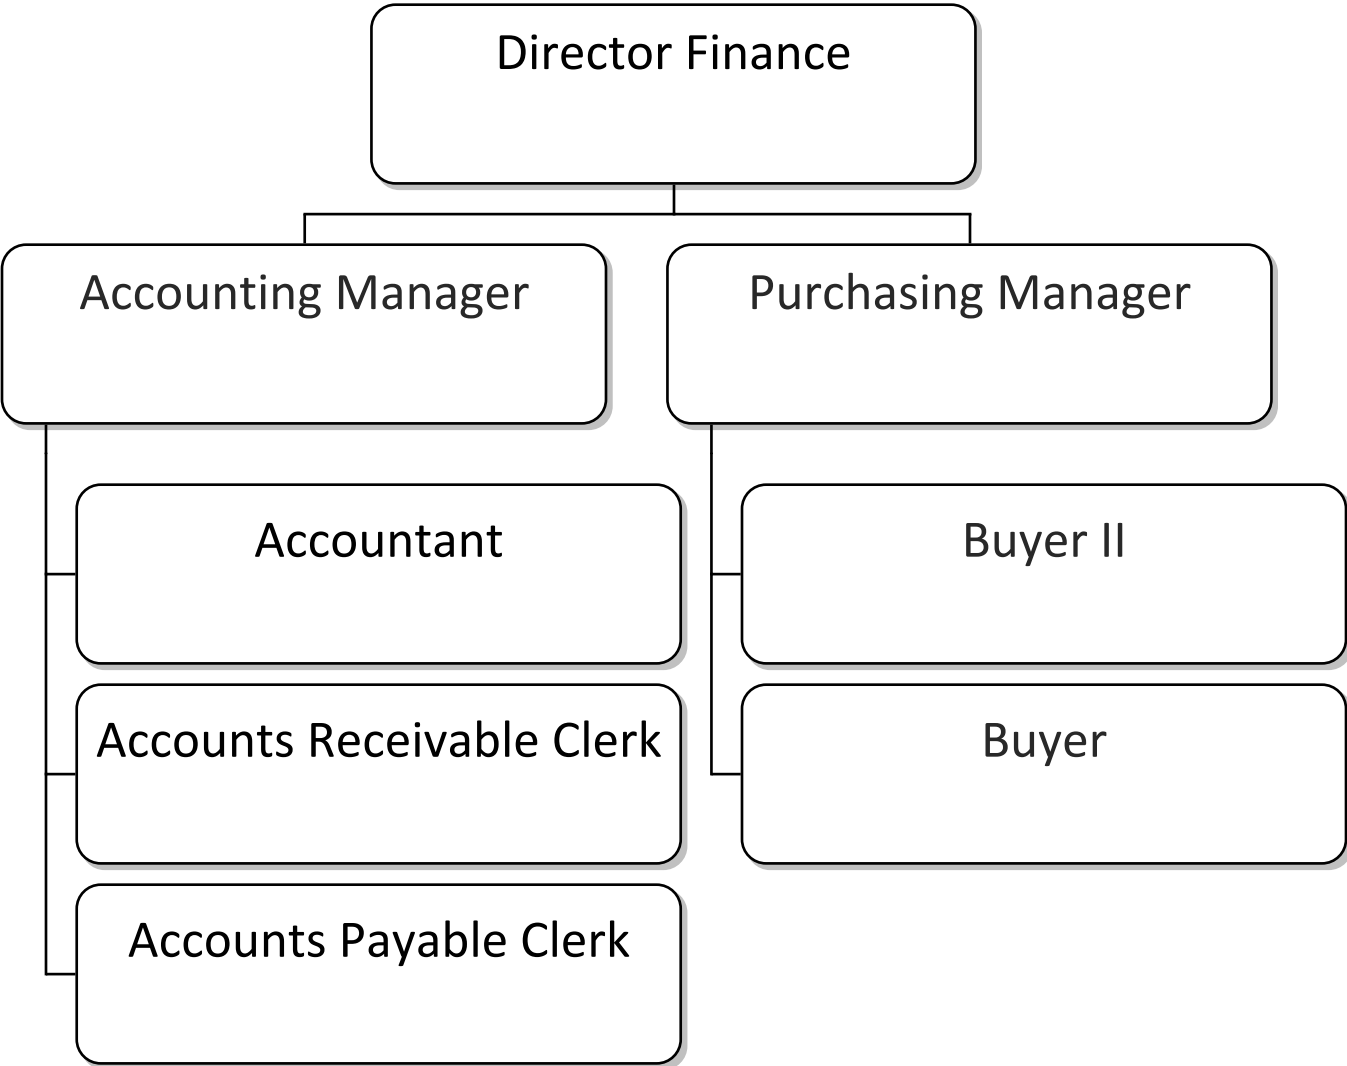 Director Finance
Accounting Manager
Purchasing Manager
Accountant
Buyer II
Accounts Receivable Clerk
Buyer
Accounts Payable Clerk